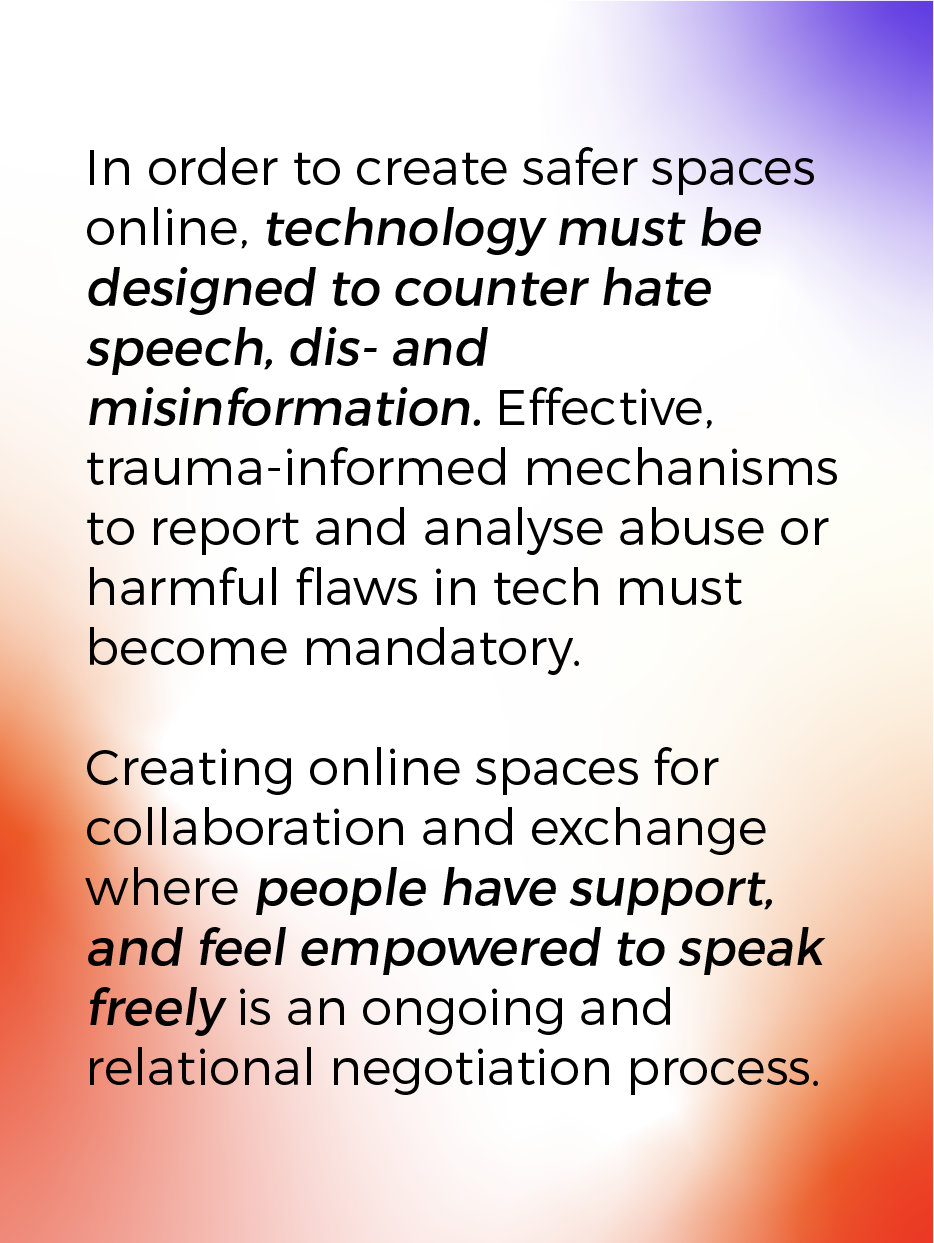 In order to create safer spaces
online, technology must be
designed to counter hate
speech, dis- and
misinformation. Effective,
trauma-informed mechanisms
to report and analyse abuse or
harmful flaws in tech must
become mandatory.
Creating online spaces for
collaboration and exchange
where people have support,
and feel empowered to speak
freely is an ongoing and
relational negotiation process.